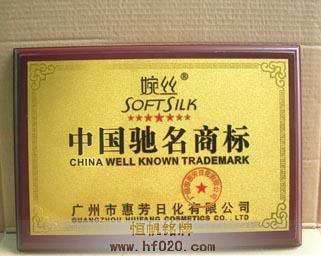 婉丝®
SOFTSILK
中国驰名商标
CHINA WELL KNOWN TRADEMARK
广州市惠芳日化有限公司
GUANGZHOU HUIFANG COSMETICS CO., LTD
恒帆铭牌
www.hf020.com